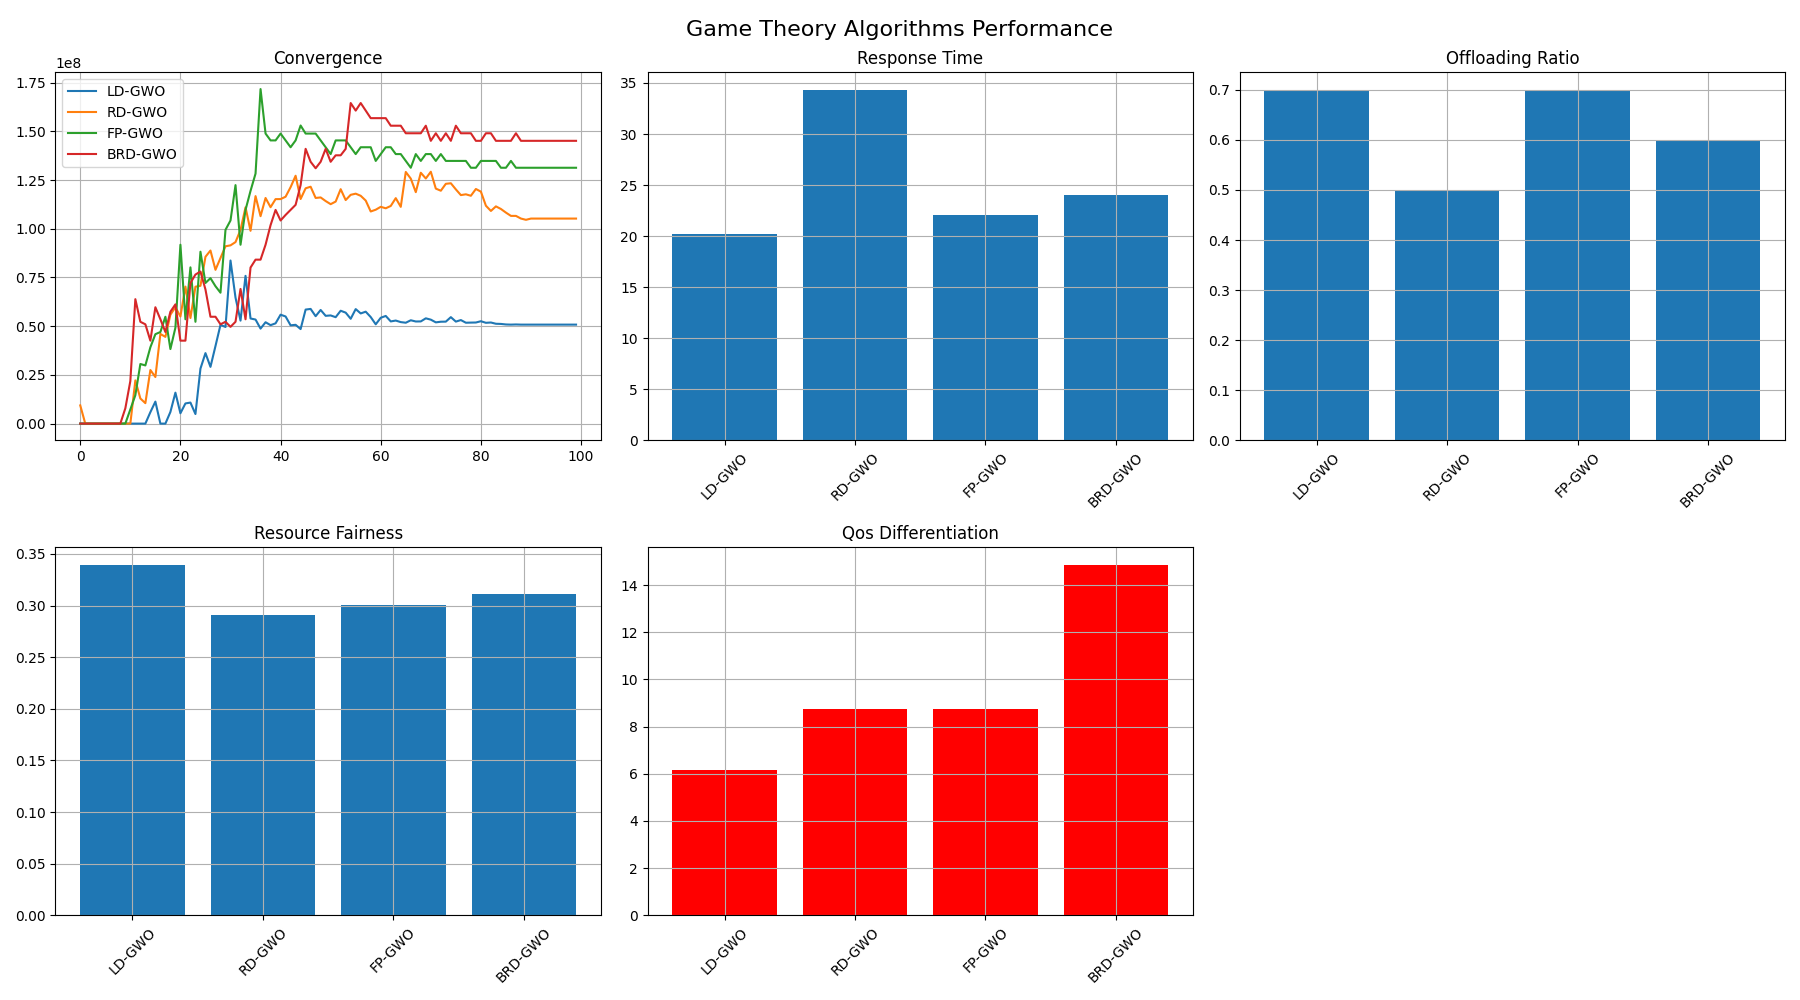 Game Theory Algorithms Performance
Convergence
1e8
1.75
1.50
1.25
1.00
0.75
0.50
0.25
0.00
0 20 40 60 80 100
LD-GWO
RD-GWO
FP-GWO
BRD-GWO
Response Time
35
30
25
20
15
10
5
0
LD-GWO RD-GWO FP-GWO BRD-GWO
Offloading Ratio
0.7
0.6
0.5
0.4
0.3
0.2
0.1
0.0
LD-GWO RD-GWO FP-GWO BRD-GWO
Resource Fairness
0.35
0.30
0.25
0.20
0.15
0.10
0.05
0.00
LD-GWO RD-GWO FP-GWO BRD-GWO
Qos Differentiation
14
12
10
8
6
4
2
0
LD-GWO RD-GWO FP-GWO BRD-GWO